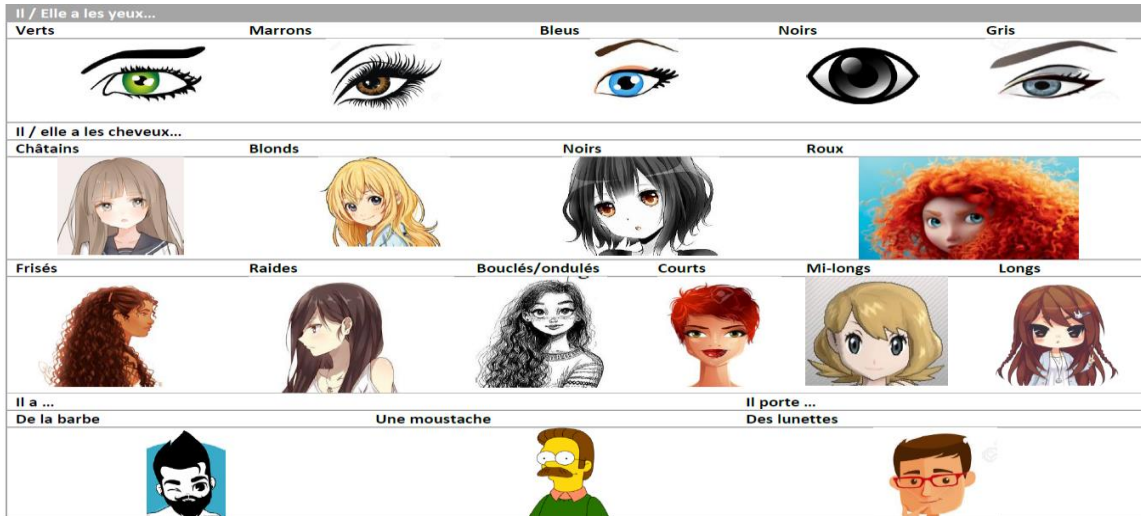 Il / Elle a les yeux...
Verts Marrons Bleus Noirs Gris
Il / elle a les cheveux...
Châtains Blonds Noirs Roux
Frisés Raides Bouclés/ondulés Courts Mi-longs Longs
Il a ... Il porte ...
De la barbe Une moustache Des lunettes